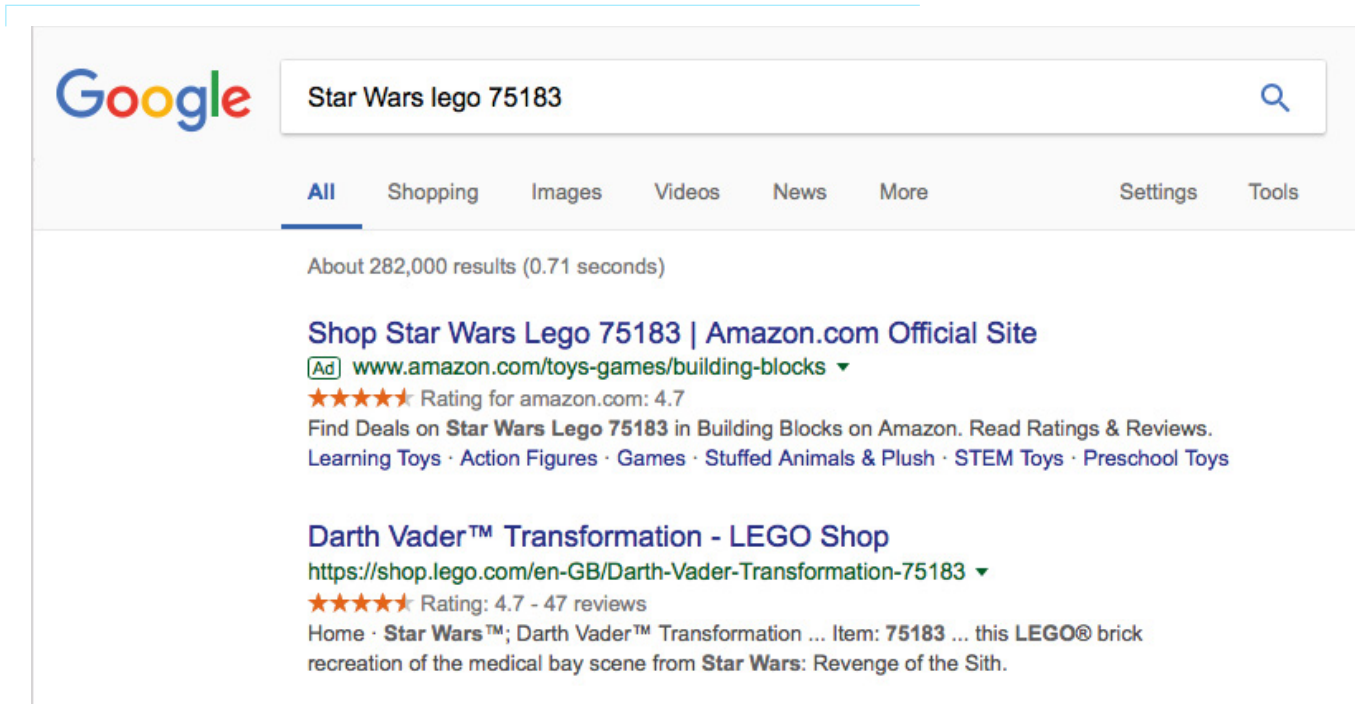 Google Star Wars lego 75183
All Shopping Images Videos News More Settings Tools
About 282,000 results (0.71 seconds)
Shop Star Wars Lego 75183 | Amazon.com Official Site
Ad www.amazon.com/toys-games/building-blocks
Rating for amazon.com: 4.7
Find Deals on Star Wars Lego 75183 in Building Blocks on Amazon. Read Ratings & Reviews.
Learning Toys · Action Figures · Games · Stuffed Animals & Plush · STEM Toys · Preschool Toys
Darth Vader™ Transformation - LEGO Shop
https://shop.lego.com/en-GB/Darth-Vader-Transformation-75183
Rating: 4.7 - 47 reviews
Home · Star Wars™; Darth Vader™ Transformation ... Item: 75183 ... this LEGO® brick
recreation of the medical bay scene from Star Wars: Revenge of the Sith.